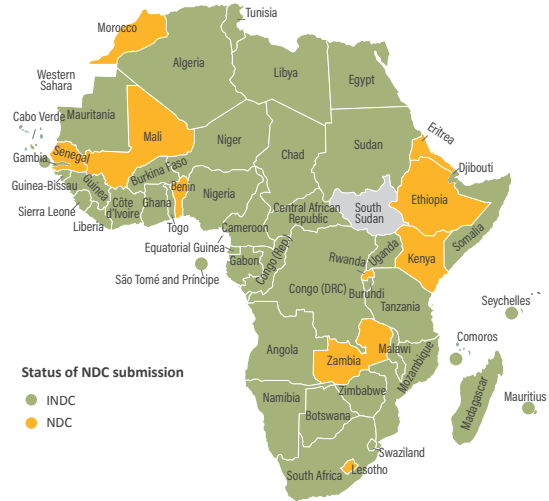 Tunisia
Morocco
Algeria
Libya
Egypt
Western
Sahara
Mauritania
Cabo Verde
Mali
Niger
Chad
Sudan
Eritrea
Senegal
Gambia
Djibouti
Burkina Faso
Guinea-Bissau
Guinea
Benin
Nigeria
Ethiopia
Côte
d'Ivoire
Ghana
South
Sudan
Central African
Republic
Sierra Leone
Liberia
Togo
Cameroon
Somalia
Equatorial Guinea
Gabon
Congo (Rep.)
Uganda
Kenya
Rwanda
São Tomé and Príncipe
Congo (DRC)
Burundi
Tanzania
Seychelles
Comoros
Angola
Zambia
Malawi
Mozambique
Status of NDC submission
INDC
NDC
Zimbabwe
Namibia
Botswana
Madagascar
Mauritius
Swaziland
South Africa
Lesotho